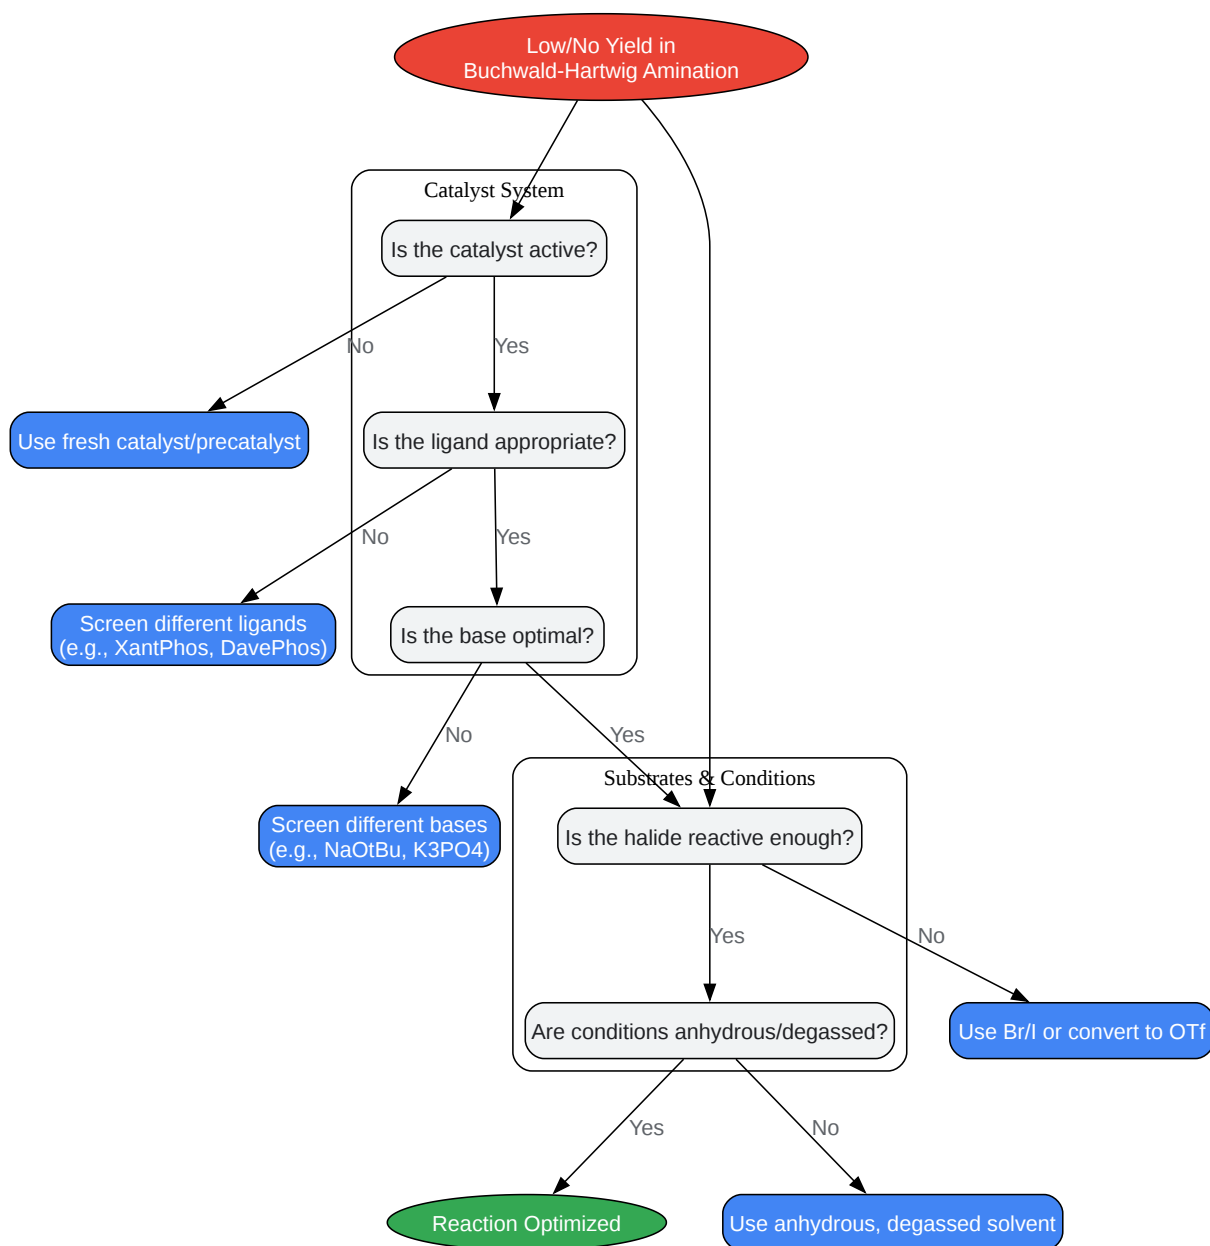 Low/No Yield in
Buchwald-Hartwig Amination
Catalyst System
Is the catalyst active?
No
Yes
Use fresh catalyst/precatalyst
Is the ligand appropriate?
No
Yes
Screen different ligands
(e.g., XantPhos, DavePhos)
Is the base optimal?
No
Yes
Substrates & Conditions
Screen different bases
(e.g., NaOtBu, K3PO4)
Is the halide reactive enough?
Yes
No
Are conditions anhydrous/degassed?
Use Br/I or convert to OTf
Yes
No
Reaction Optimized
Use anhydrous, degassed solvent